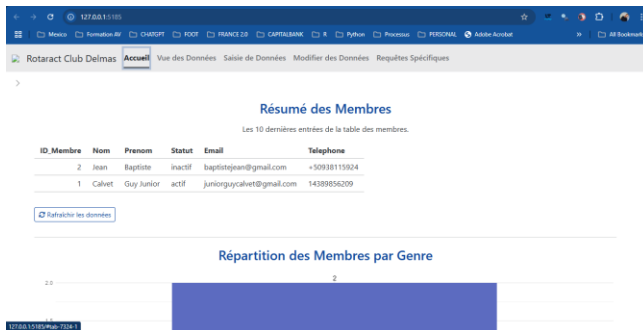 127.0.0.1:5185
Mexico Formation AV CHATGPT FOOT FRANCE 2.0 CAPITALBANK R Python Processus PERSONAL Adobe Acrobat » All Bookmark
Rotaract Club Delmas Accueil Vue des Données Saisie de Données Modifier des Données Requêtes Spécifiques
Résumé des Membres
Les 10 dernières entrées de la table des membres.
ID_Membre Nom Prenom Statut Email Telephone
2 Jean Baptiste inactif baptistejean@gmail.com +50938115924
1 Calvet Guy Junior actif juniorguycalvet@gmail.com 14389856209
Rafraîchir les données
Répartition des Membres par Genre
2
2.0
127.0.0.1:5185/#tab-7324-1